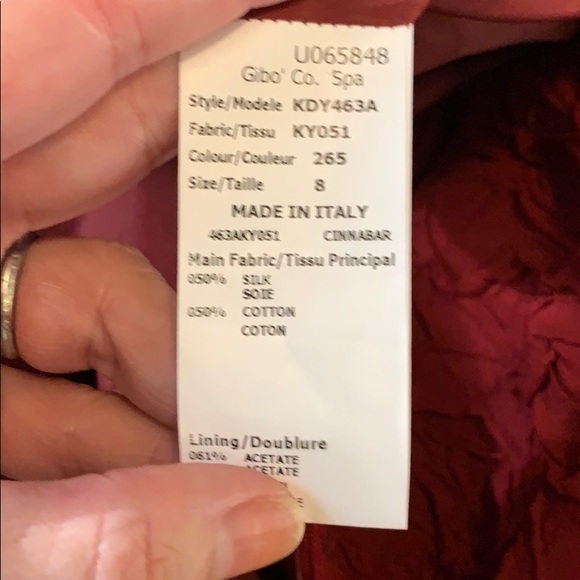 U065848
Gibo' Co. Spa
Style/Modele KDY463A
Fabric/Tissu KY051
Colour/Couleur 265
Size/Taille 8
MADE IN ITALY
463AKY051 CINNABAR
Main Fabric/Tissu Principal
050% SILK
SOIE
050% COTTON
COTON
Lining/Doublure
061% ACETATE
ACETATE